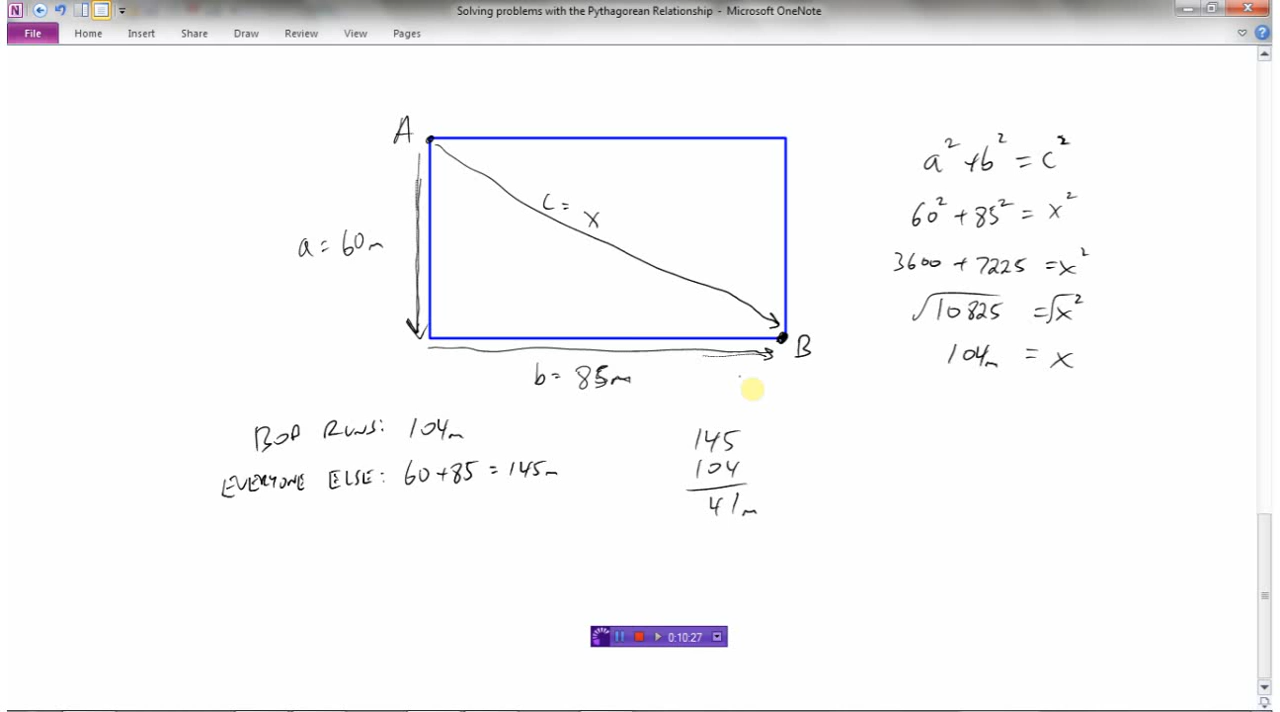 Solving problems with the Pythagorean Relationship - Microsoft OneNote
File Home Insert Share Draw Review View Pages
A
c = x
a = 60m
B
b = 85m
a² + b² = c²
60² + 85² = x²
3600 + 7225 = x²
√10825 = √x²
104m = x
BOB RUNS: 104m
EVERYONE ELSE: 60+85 = 145m
145
104
41m
0:10:27